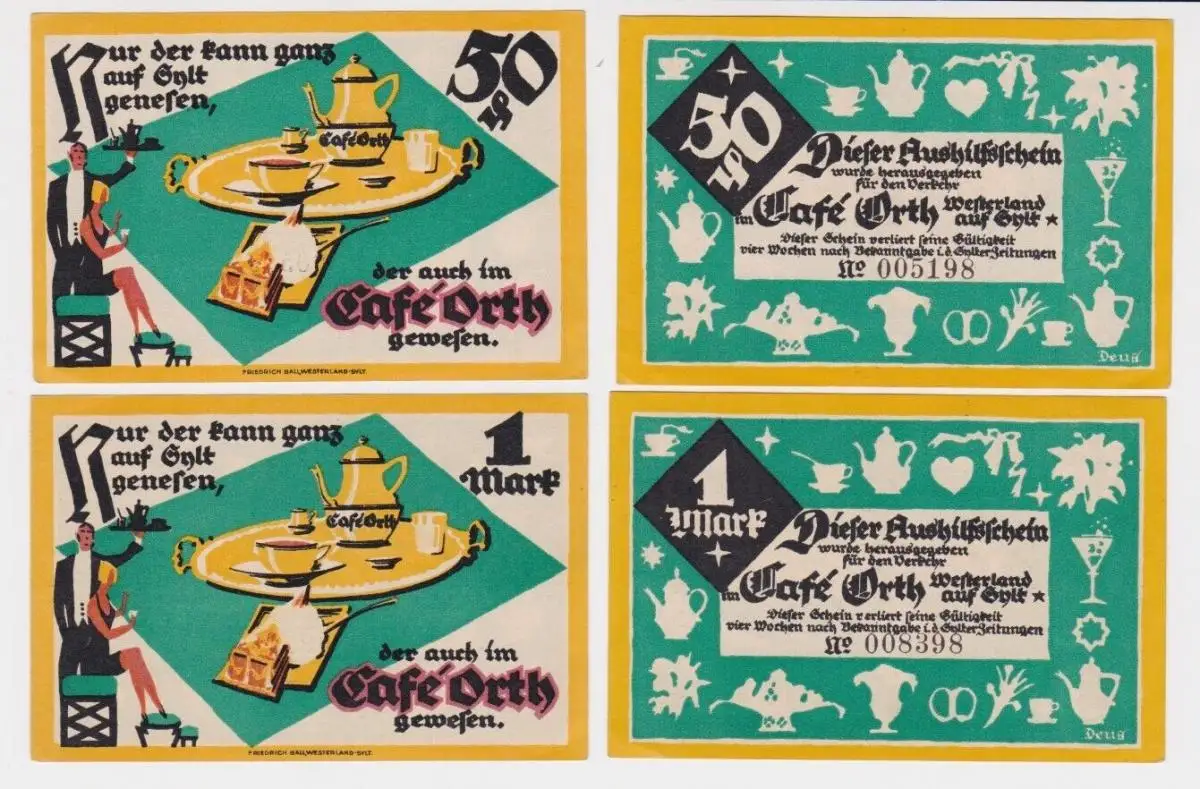 Nur der kann ganz
auf Sylt
genesen,
50
₰
Café Orth
der auch im
Café Orth
gewesen.
FRIEDRICH BALL, WESTERLAND-SYLT.
50
₰
Dieser Aushilfsschein
wurde herausgegeben
für den Verkehr
im Café Orth Westerland
auf Sylt
Dieser Schein verliert seine Gültigkeit
vier Wochen nach Bekanntgabe i. d. Sylter Zeitungen
No 005198
Deus
Nur der kann ganz
auf Sylt
genesen,
1
Mark
Café Orth
der auch im
Café Orth
gewesen.
FRIEDRICH BALL, WESTERLAND-SYLT.
1
Mark
Dieser Aushilfsschein
wurde herausgegeben
für den Verkehr
im Café Orth Westerland
auf Sylt
Dieser Schein verliert seine Gültigkeit
vier Wochen nach Bekanntgabe i. d. Sylter Zeitungen
No 008398
Deus